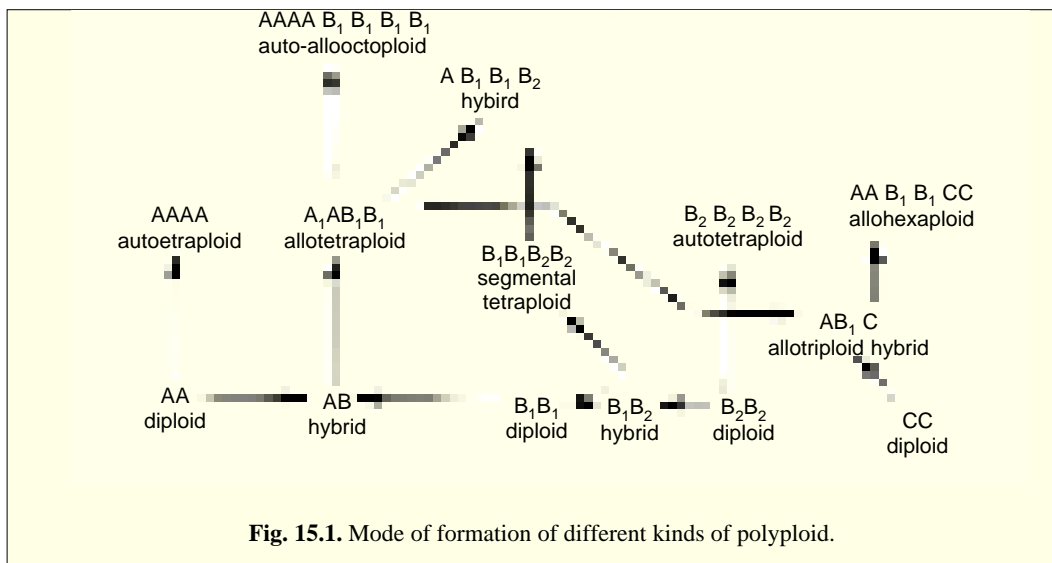 AAAA B₁ B₁ B₁ B₁
auto-allooctoploid
A B₁ B₁ B₂
hybird
AAAA
autoetraploid
A₁AB₁B₁
allotetraploid
B₁B₁B₂B₂
segmental
tetraploid
B₂ B₂ B₂ B₂
autotetraploid
AA B₁ B₁ CC
allohexaploid
AB₁ C
allotriploid hybrid
AA
diploid
AB
hybrid
B₁B₁
diploid
B₁B₂
hybrid
B₂B₂
diploid
CC
diploid
Fig. 15.1. Mode of formation of different kinds of polyploid.